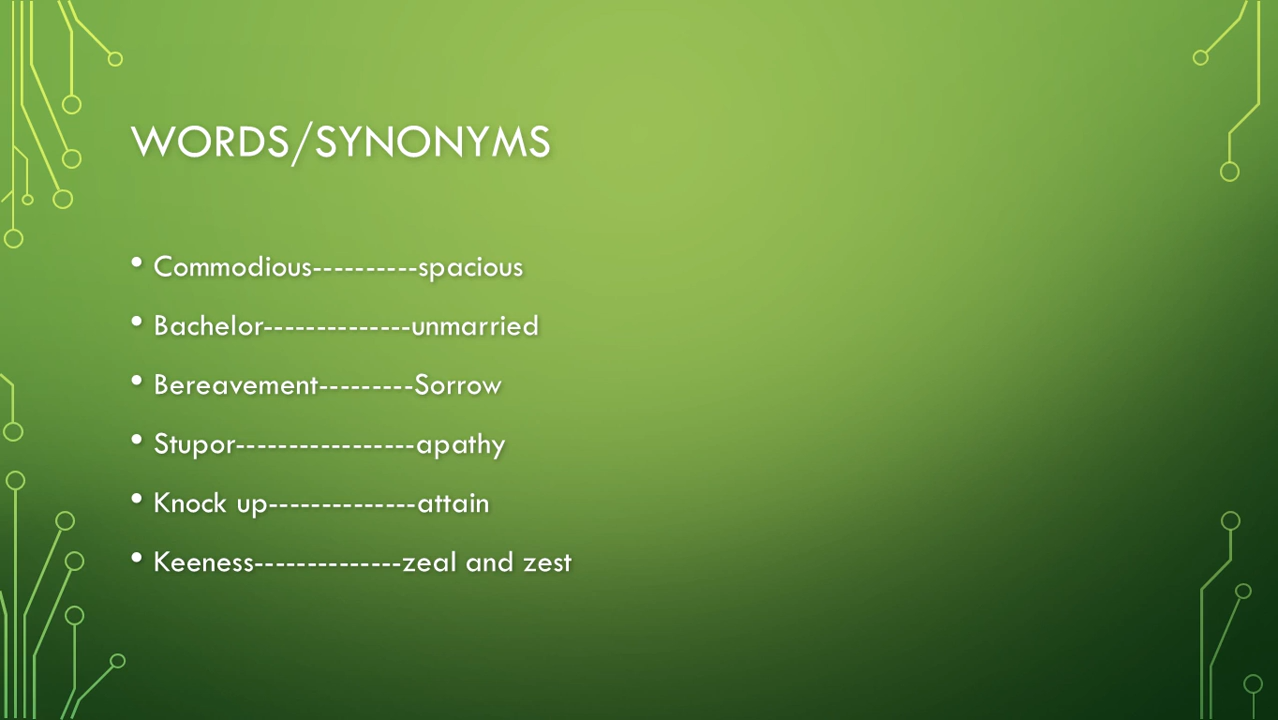 WORDS/SYNONYMS
• Commodious----------spacious
• Bachelor--------------unmarried
• Bereavement---------Sorrow
• Stupor-----------------apathy
• Knock up--------------attain
• Keeness--------------zeal and zest